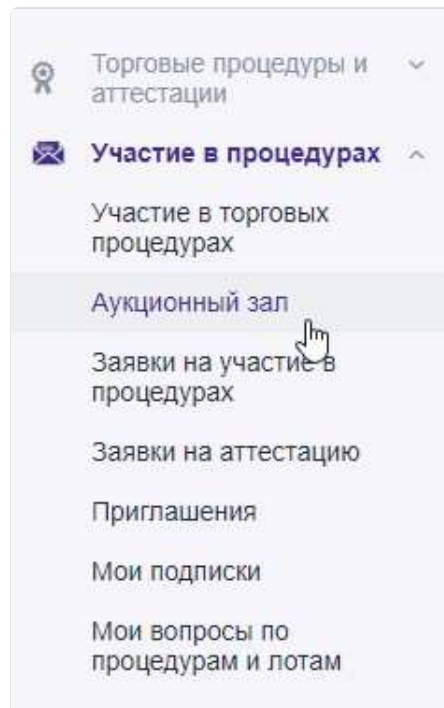 Торговые процедуры и
аттестации
Участие в процедурах
Участие в торговых
процедурах
Аукционный зал
Заявки на участие в
процедурах
Заявки на аттестацию
Приглашения
Мои подписки
Мои вопросы по
процедурам и лотам